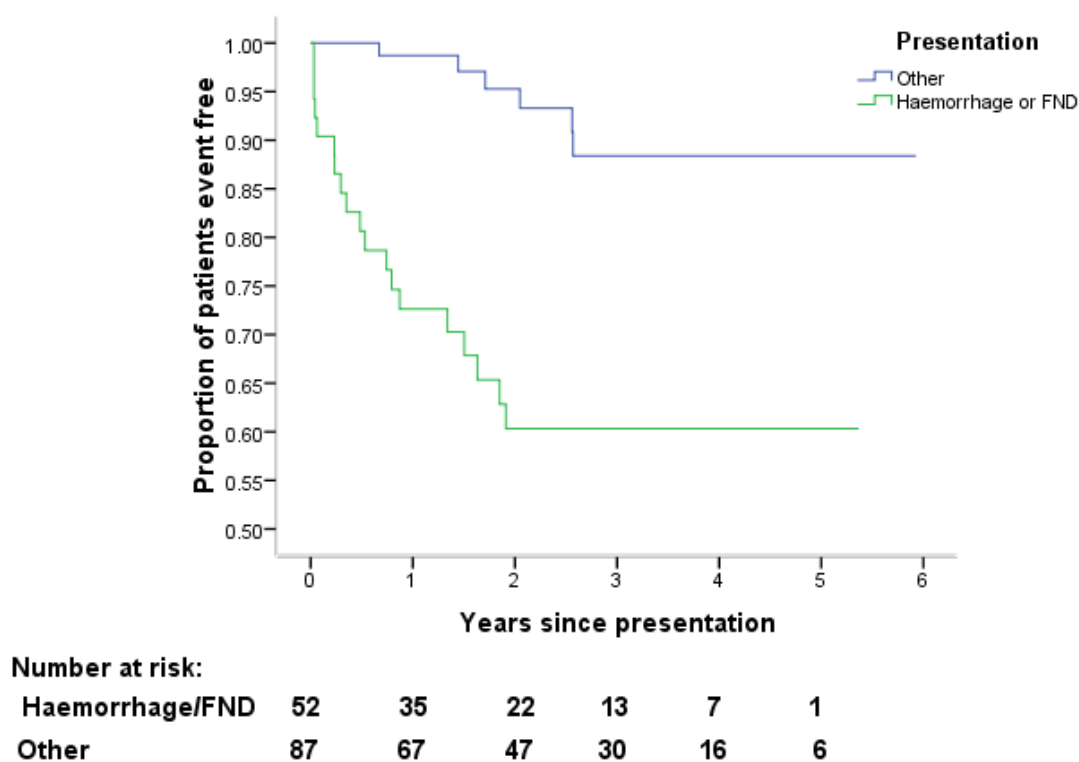 Presentation
Other
Haemorrhage or FND
Proportion of patients event free
1.00
0.95
0.90
0.85
0.80
0.75
0.70
0.65
0.60
0.55
0.50
0 1 2 3 4 5 6
Years since presentation
Number at risk:
Haemorrhage/FND 52 35 22 13 7 1
Other 87 67 47 30 16 6